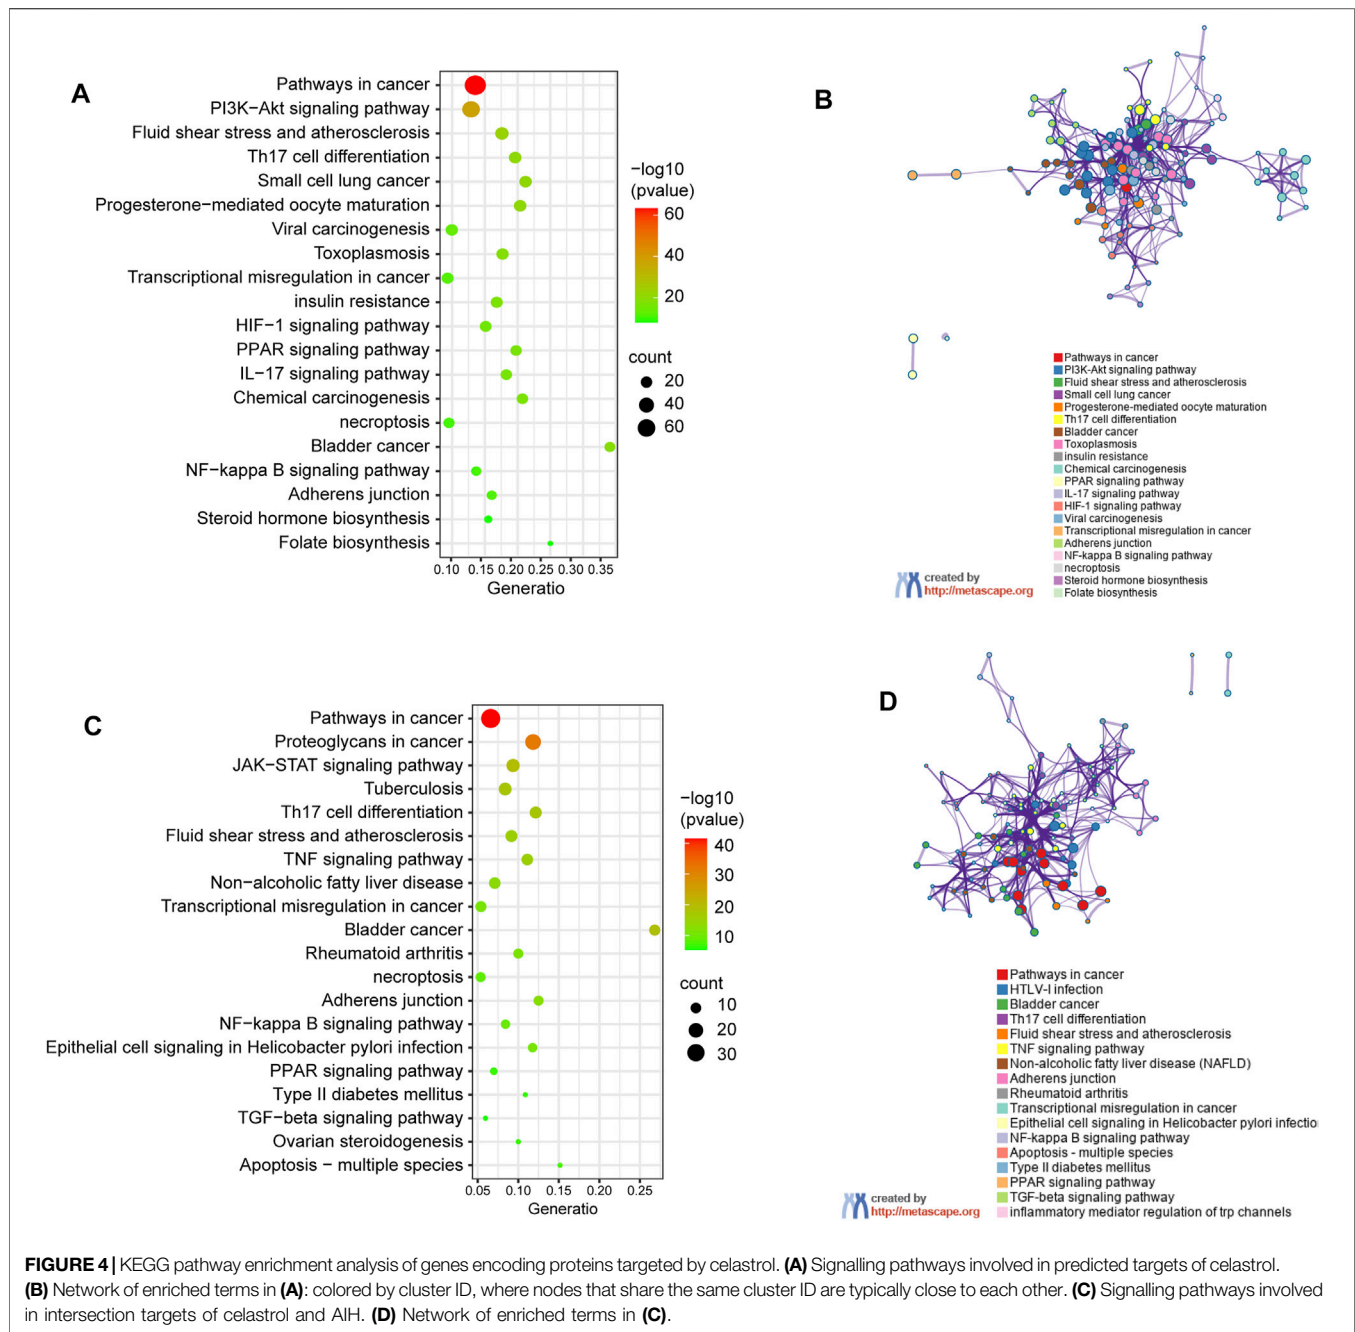 A
Pathways in cancer
PI3K−Akt signaling pathway
Fluid shear stress and atherosclerosis
Th17 cell differentiation
Small cell lung cancer
Progesterone−mediated oocyte maturation
Viral carcinogenesis
Toxoplasmosis
Transcriptional misregulation in cancer
insulin resistance
HIF−1 signaling pathway
PPAR signaling pathway
IL−17 signaling pathway
Chemical carcinogenesis
necroptosis
Bladder cancer
NF−kappa B signaling pathway
Adherens junction
Steroid hormone biosynthesis
Folate biosynthesis
0.10 0.15 0.20 0.25 0.30 0.35
Generatio
−log10
(pvalue)
60
40
20
count
20
40
60
B
Pathways in cancer
PI3K-Akt signaling pathway
Fluid shear stress and atherosclerosis
Small cell lung cancer
Progesterone-mediated oocyte maturation
Th17 cell differentiation
Bladder cancer
Toxoplasmosis
insulin resistance
Chemical carcinogenesis
PPAR signaling pathway
IL-17 signaling pathway
HIF-1 signaling pathway
Viral carcinogenesis
Transcriptional misregulation in cancer
Adherens junction
NF-kappa B signaling pathway
necroptosis
Steroid hormone biosynthesis
Folate biosynthesis
created by
http://metascape.org
C
Pathways in cancer
Proteoglycans in cancer
JAK−STAT signaling pathway
Tuberculosis
Th17 cell differentiation
Fluid shear stress and atherosclerosis
TNF signaling pathway
Non−alcoholic fatty liver disease
Transcriptional misregulation in cancer
Bladder cancer
Rheumatoid arthritis
necroptosis
Adherens junction
NF−kappa B signaling pathway
Epithelial cell signaling in Helicobacter pylori infection
PPAR signaling pathway
Type II diabetes mellitus
TGF−beta signaling pathway
Ovarian steroidogenesis
Apoptosis − multiple species
0.05 0.10 0.15 0.20 0.25
Generatio
−log10
(pvalue)
40
30
20
10
count
10
20
30
D
Pathways in cancer
HTLV-I infection
Bladder cancer
Th17 cell differentiation
Fluid shear stress and atherosclerosis
TNF signaling pathway
Non-alcoholic fatty liver disease (NAFLD)
Adherens junction
Rheumatoid arthritis
Transcriptional misregulation in cancer
Epithelial cell signaling in Helicobacter pylori infectio
NF-kappa B signaling pathway
Apoptosis - multiple species
Type II diabetes mellitus
PPAR signaling pathway
TGF-beta signaling pathway
inflammatory mediator regulation of trp channels
created by
http://metascape.org
FIGURE 4 | KEGG pathway enrichment analysis of genes encoding proteins targeted by celastrol. (A) Signalling pathways involved in predicted targets of celastrol.
(B) Network of enriched terms in (A): colored by cluster ID, where nodes that share the same cluster ID are typically close to each other. (C) Signalling pathways involved
in intersection targets of celastrol and AIH. (D) Network of enriched terms in (C).